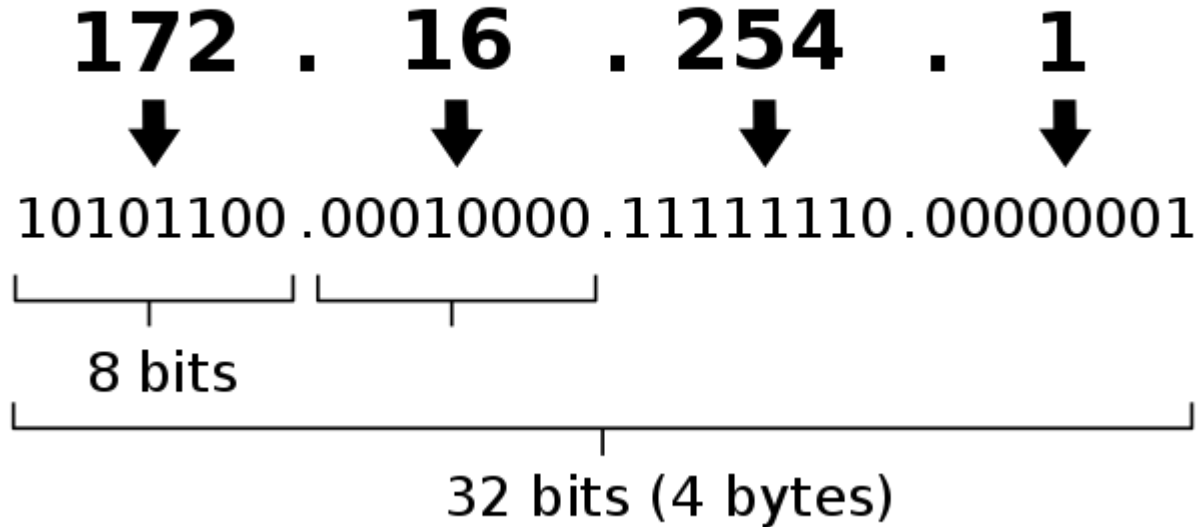 172 . 16 . 254 . 1
10101100 .00010000 .11111110 .00000001
8 bits
32 bits (4 bytes)